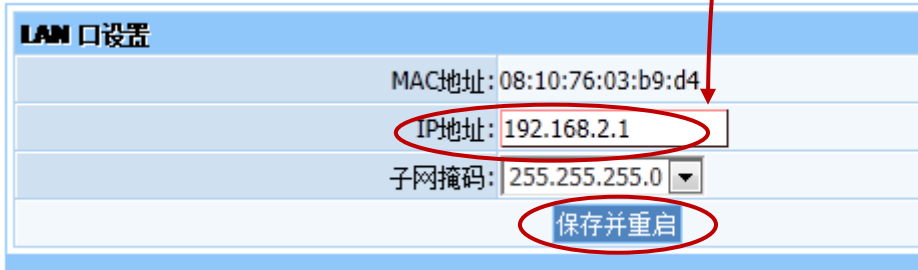 LAN 口设置
MAC地址:08:10:76:03:b9:d4
IP地址:192.168.2.1
子网掩码:255.255.255.0
保存并重启